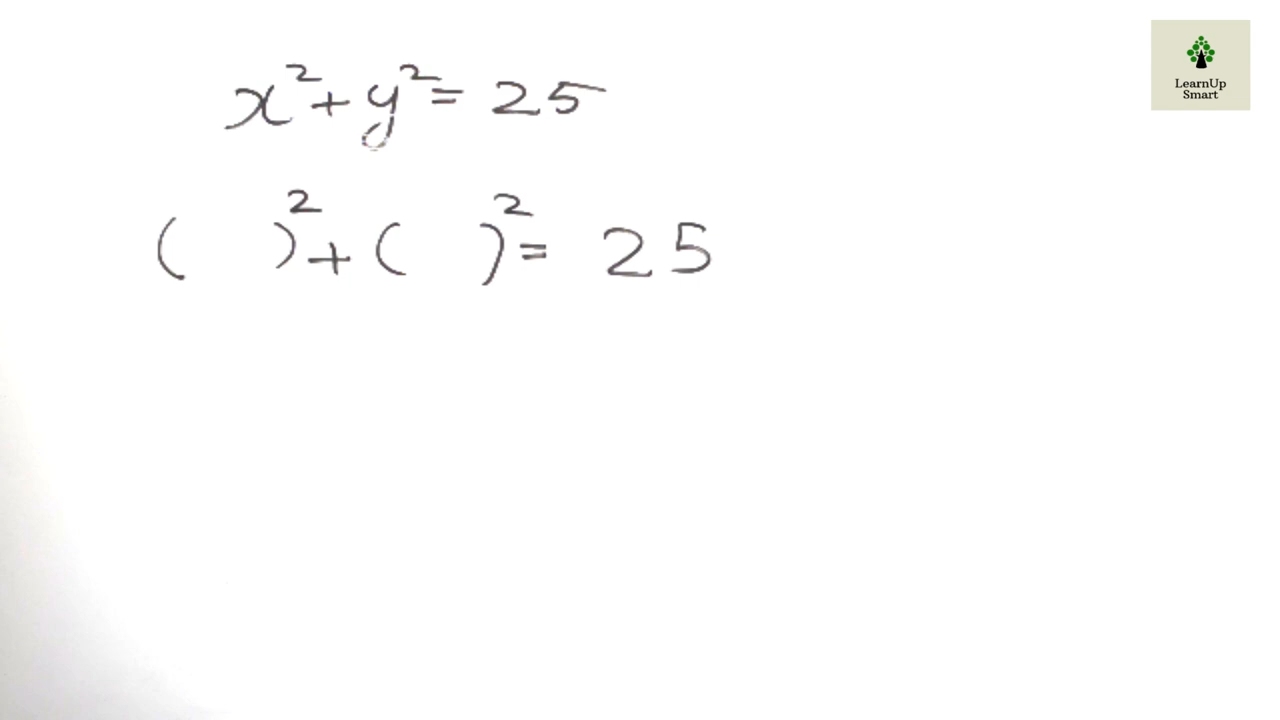 x² + y² = 25
LearnUp
Smart
( )² + ( )² = 25